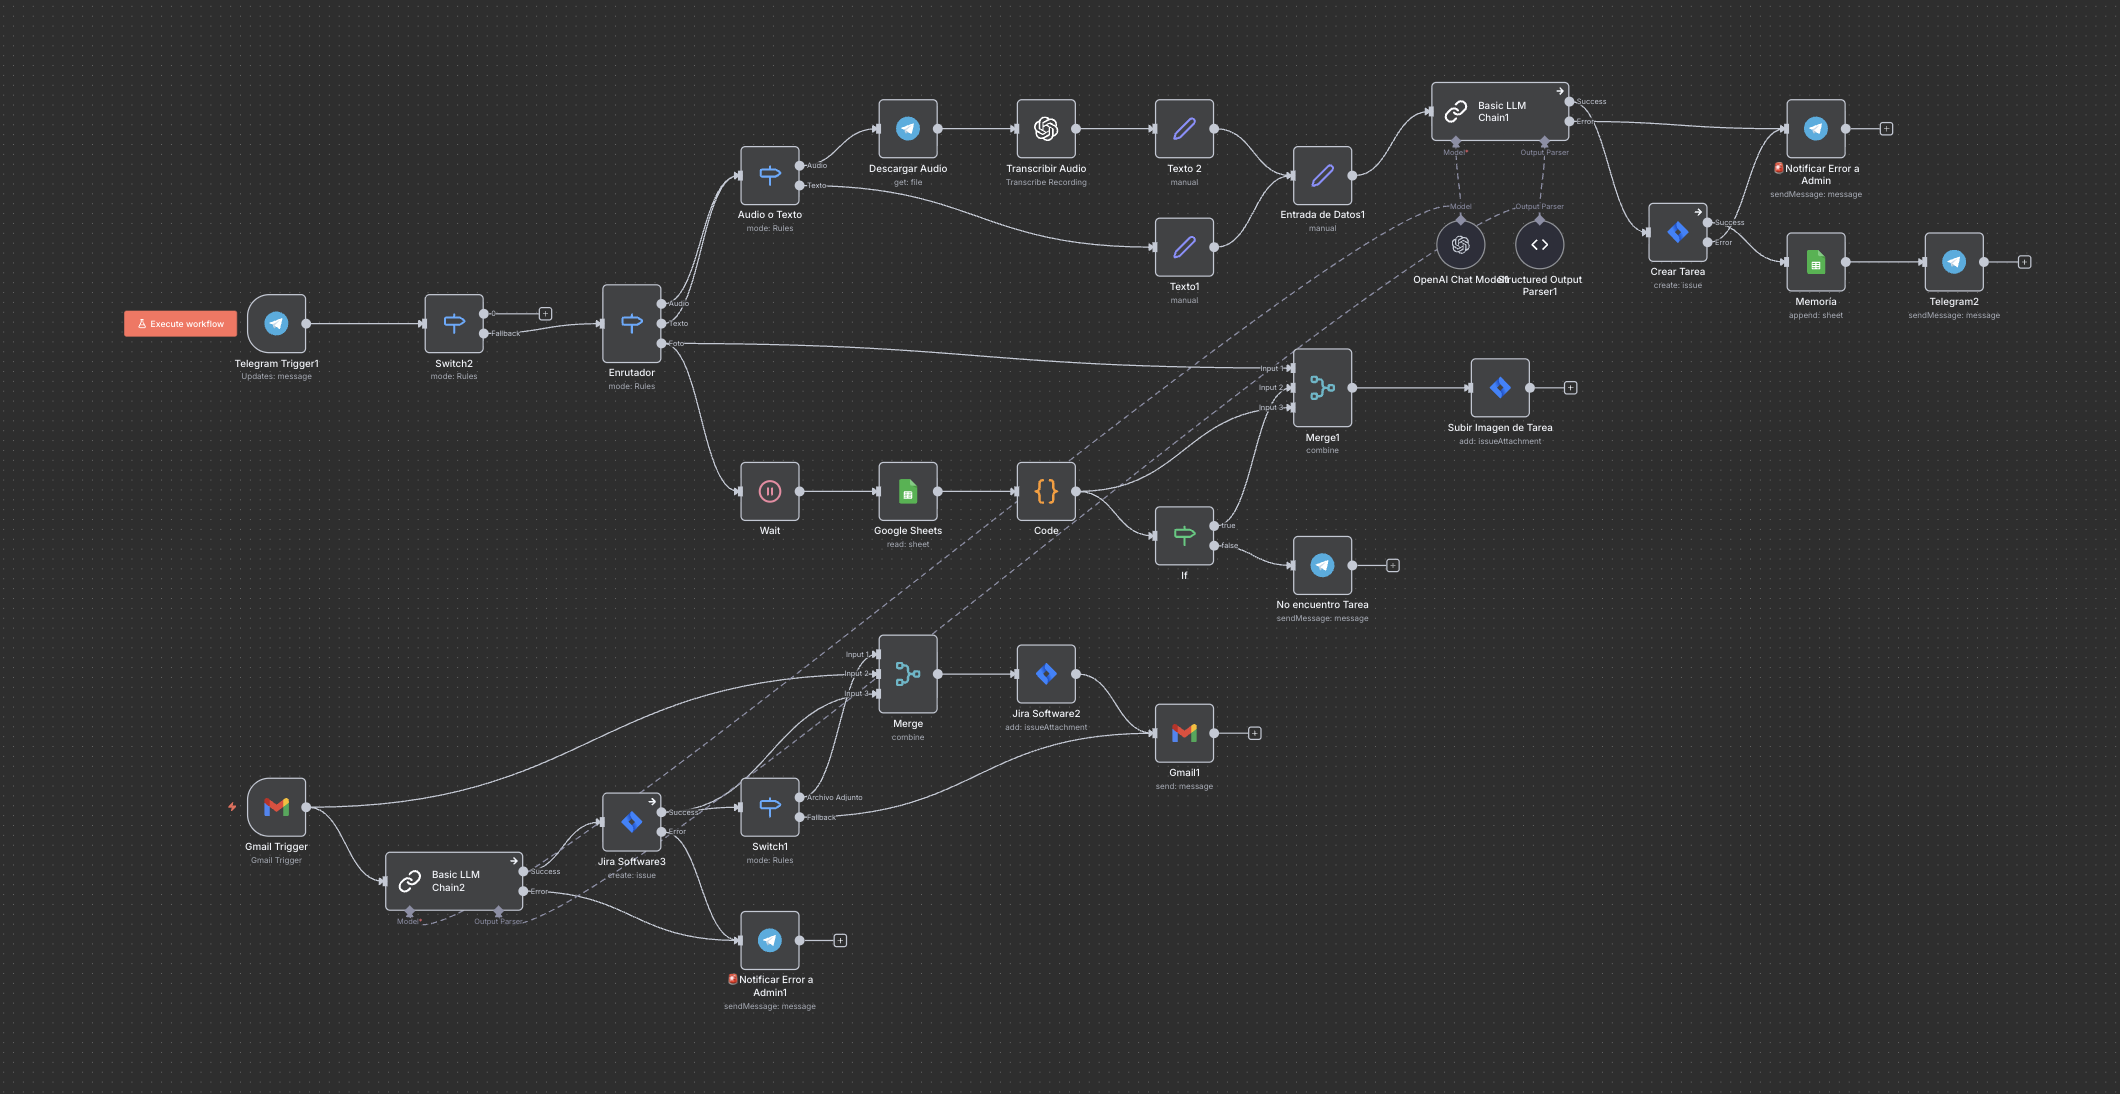 Execute workflow
Telegram Trigger1
Updates: message
0
Fallback
Switch2
mode: Rules
Audio
Texto
Foto
Enrutador
mode: Rules
Audio
Texto
Audio o Texto
mode: Rules
Descargar Audio
get: file
Transcribir Audio
Transcribe Recording
Texto 2
manual
Texto1
manual
Entrada de Datos1
manual
Basic LLM
Chain1
Success
Error
Model*
Output Parser
Model
Output Parser
OpenAI Chat Model1
Structured Output
Parser1
Success
Error
Crear Tarea
create: issue
Notificar Error a
Admin
sendMessage: message
Memoría
append: sheet
Telegram2
sendMessage: message
Input 1
Input 2
Input 3
Merge1
combine
Subir Imagen de Tarea
add: issueAttachment
Wait
Google Sheets
read: sheet
Code
true
false
If
No encuentro Tarea
sendMessage: message
Input 1
Input 2
Input 3
Merge
combine
Jira Software2
add: issueAttachment
Gmail1
send: message
Gmail Trigger
Gmail Trigger
Basic LLM
Chain2
Success
Error
Model*
Output Parser
Success
Error
Jira Software3
create: issue
Archivo Adjunto
Fallback
Switch1
mode: Rules
Notificar Error a
Admin1
sendMessage: message